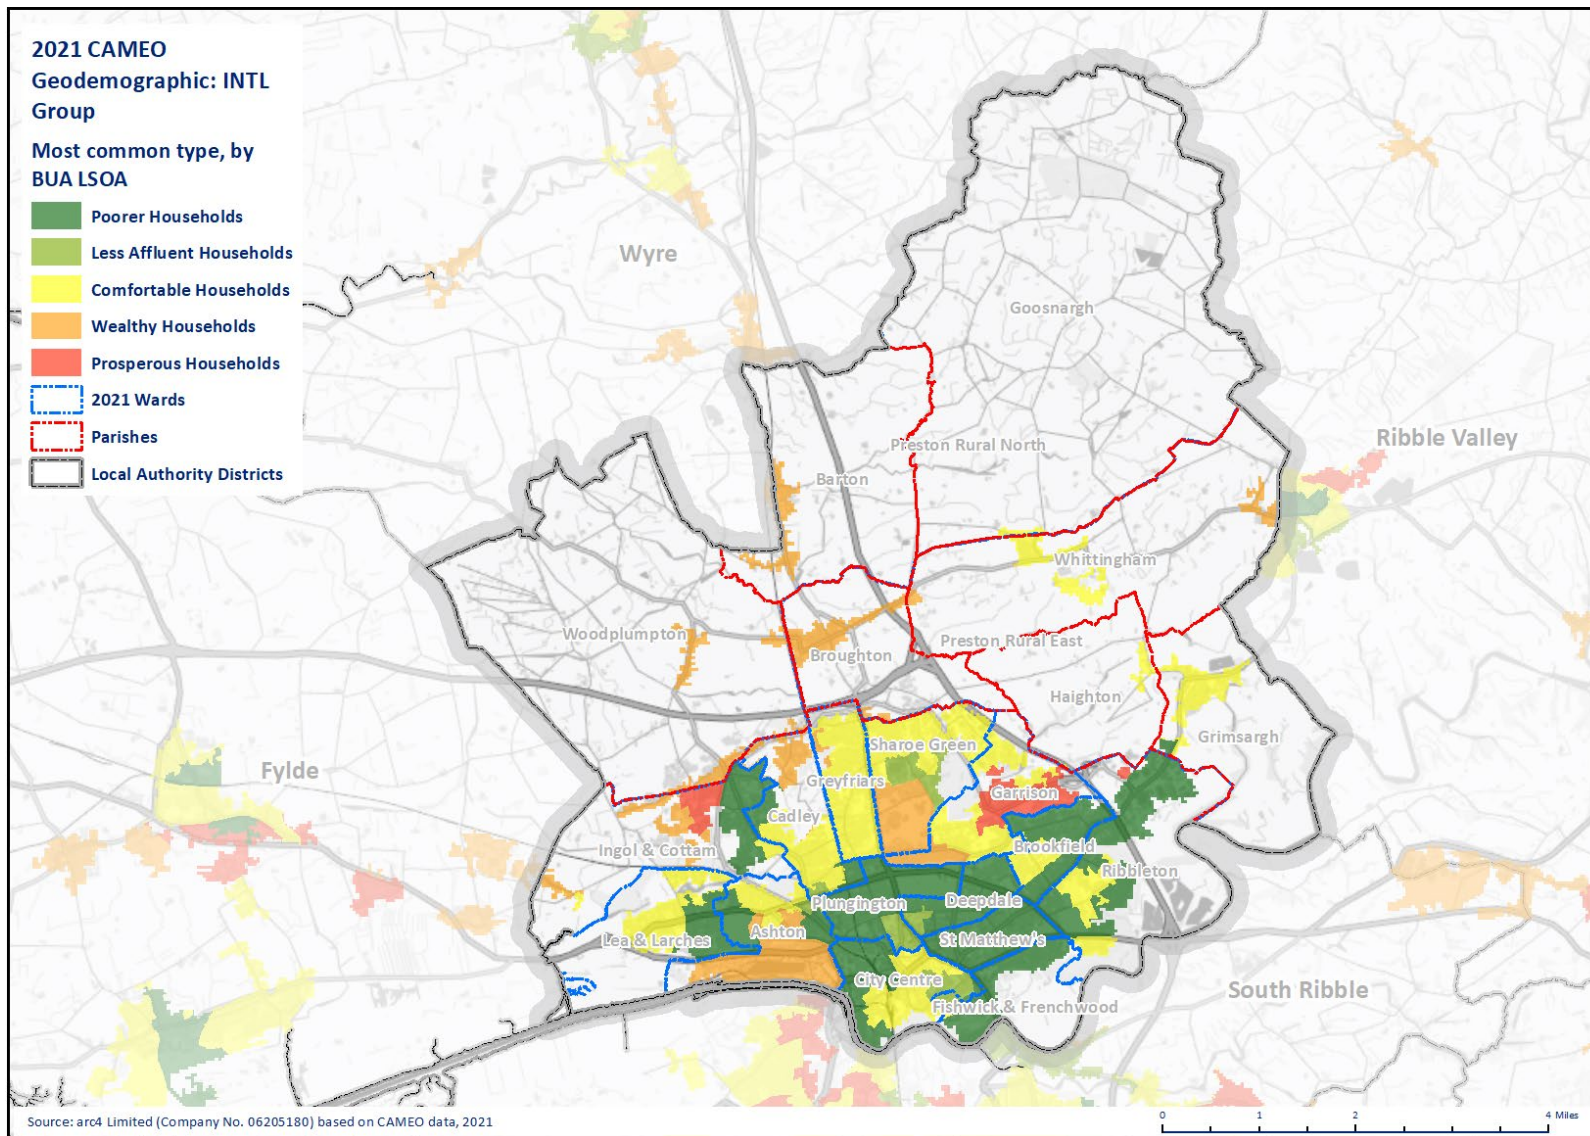 2021 CAMEO
Geodemographic: INTL
Group
Most common type, by
BUA LSOA
Poorer Households
Less Affluent Households
Comfortable Households
Wealthy Households
Prosperous Households
2021 Wards
Parishes
Local Authority Districts
Wyre
Goosnargh
Ribble Valley
Preston Rural North
Barton
Whittingham
Woodplumpton
Preston Rural East
Broughton
Haighton
Grimsargh
Sharoe Green
Fylde
Greyfriars
Garrison
Cadley
Ingol & Cottam
Brookfield
Ribbleton
Plungington
Deepdale
Ashton
Lea & Larches
St Matthew's
City Centre
South Ribble
Fishwick & Frenchwood
Source: arc4 Limited (Company No. 06205180) based on CAMEO data, 2021
0 1 2 4 Miles